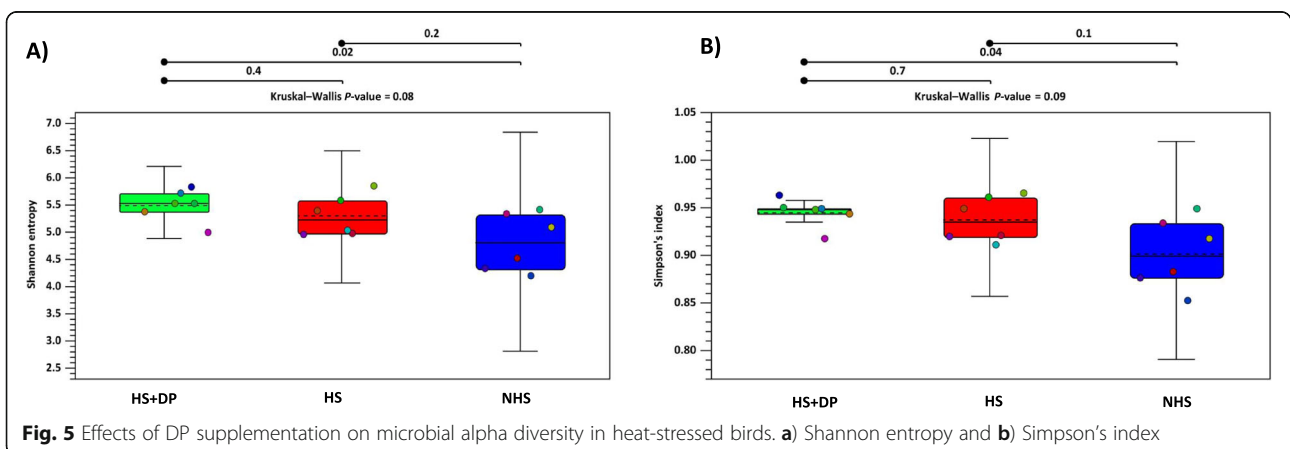 A)
0.2
0.02
0.4
Kruskal–Wallis P-value = 0.08
Shannon entropy
7.0
6.5
6.0
5.5
5.0
4.5
4.0
3.5
3.0
2.5
HS+DP HS NHS
B)
0.1
0.04
0.7
Kruskal–Wallis P-value = 0.09
Simpson's index
1.05
1.00
0.95
0.90
0.85
0.80
HS+DP HS NHS
Fig. 5 Effects of DP supplementation on microbial alpha diversity in heat-stressed birds. a) Shannon entropy and b) Simpson's index